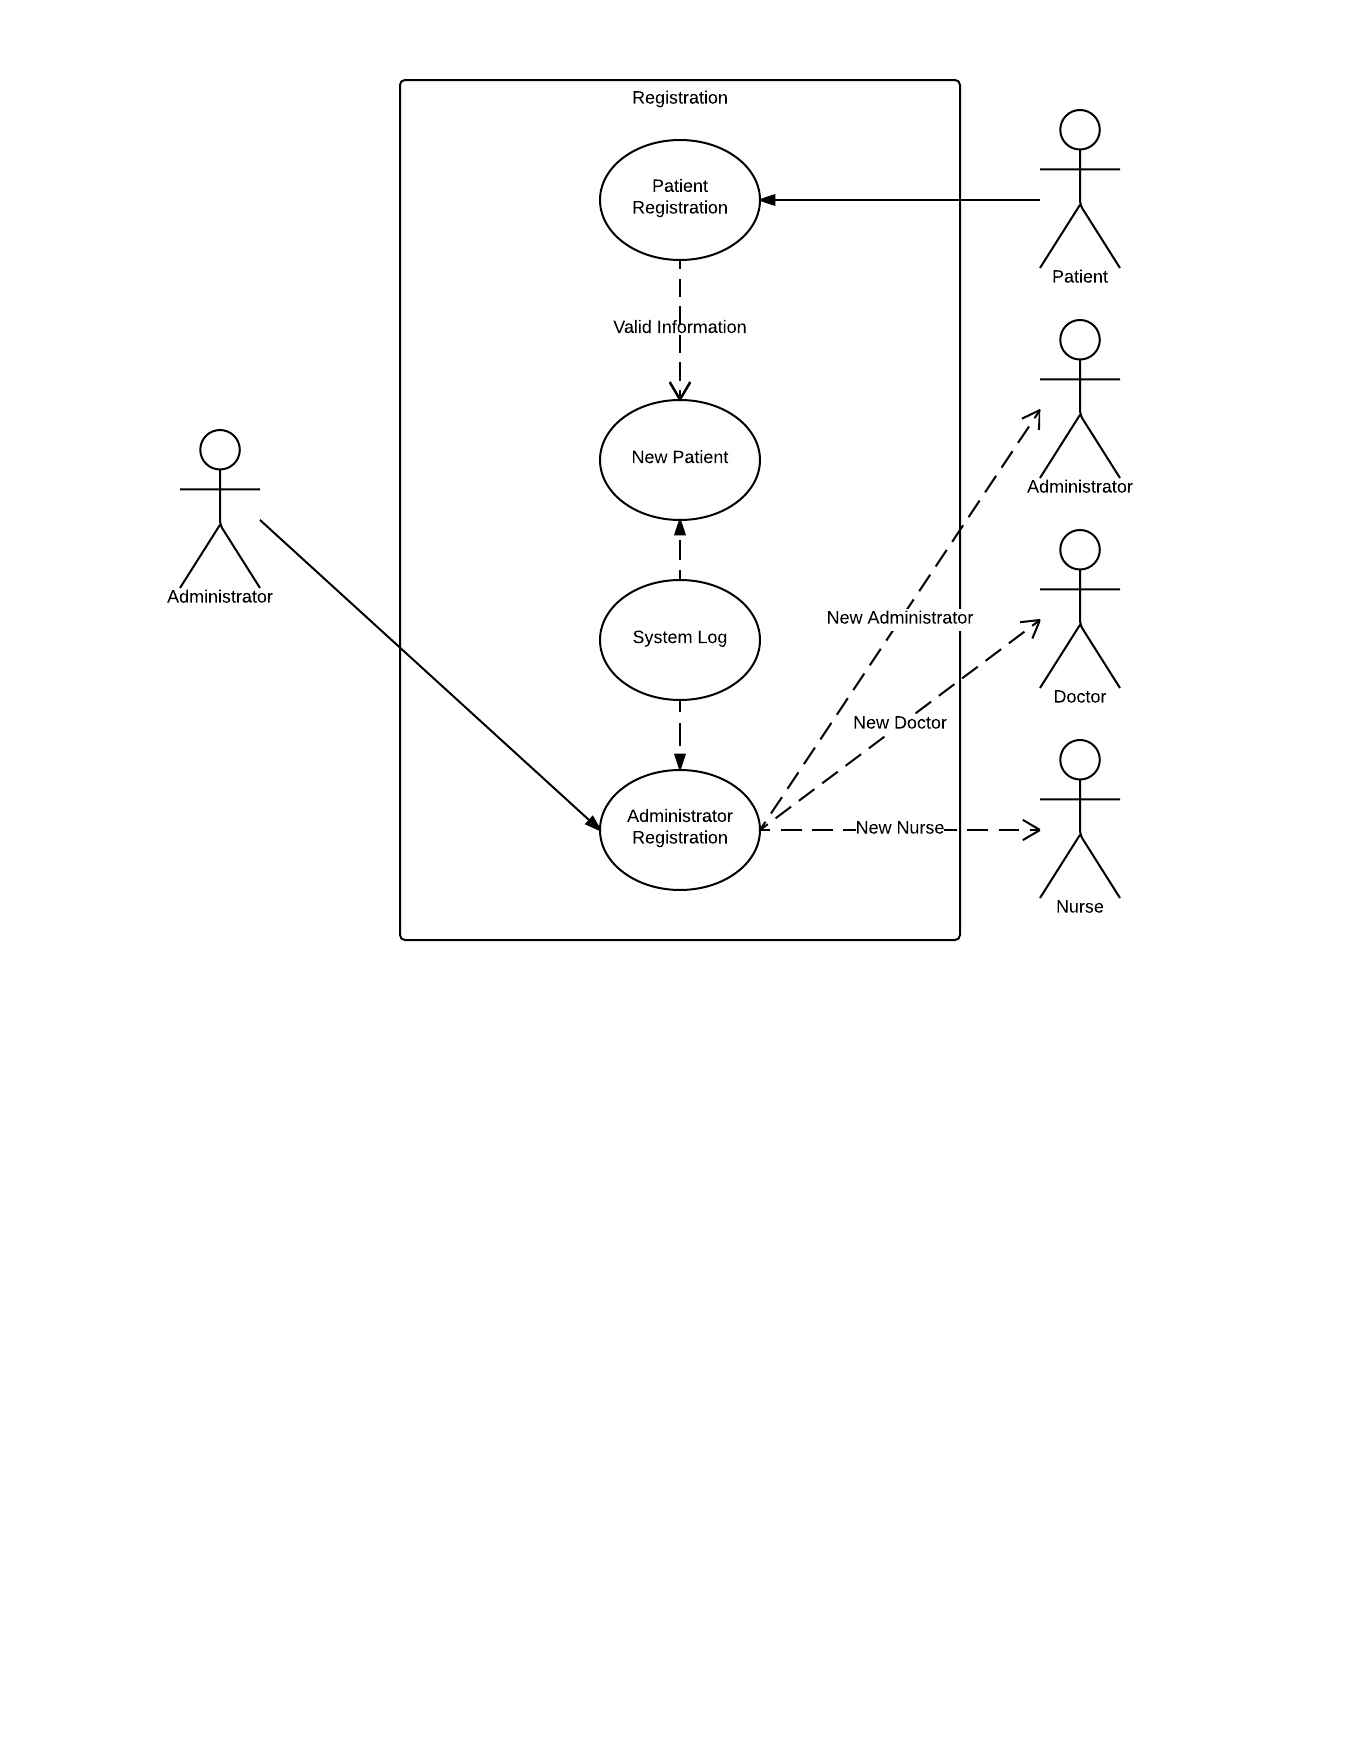 Registration
Patient
Registration
Patient
Valid Information
New Patient
Administrator
Administrator
New Administrator
System Log
Doctor
New Doctor
Administrator
Registration
New Nurse
Nurse